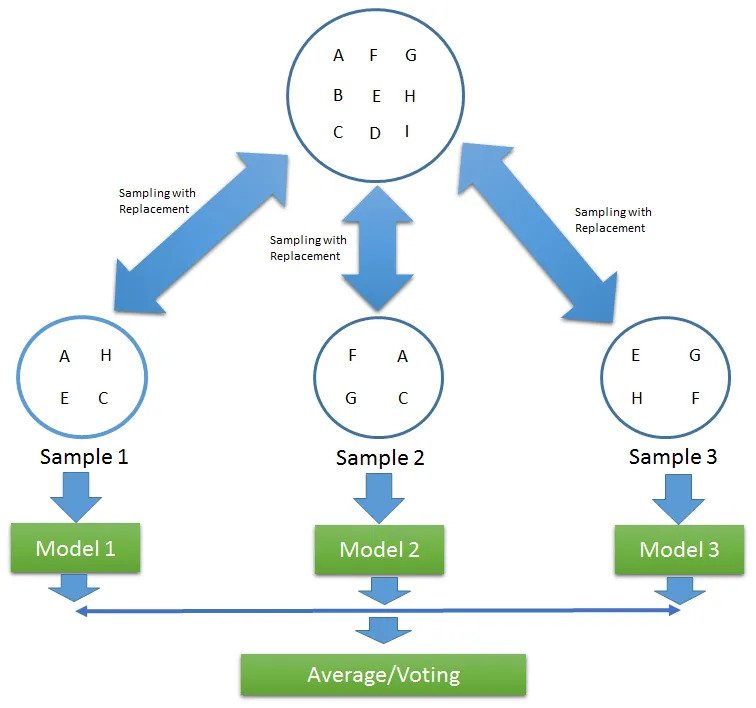 A F G
B E H
C D I
Sampling with
Replacement
Sampling with
Replacement
Sampling with
Replacement
A H
E C
F A
G C
E G
H F
Sample 1
Sample 2
Sample 3
Model 1
Model 2
Model 3
Average/Voting